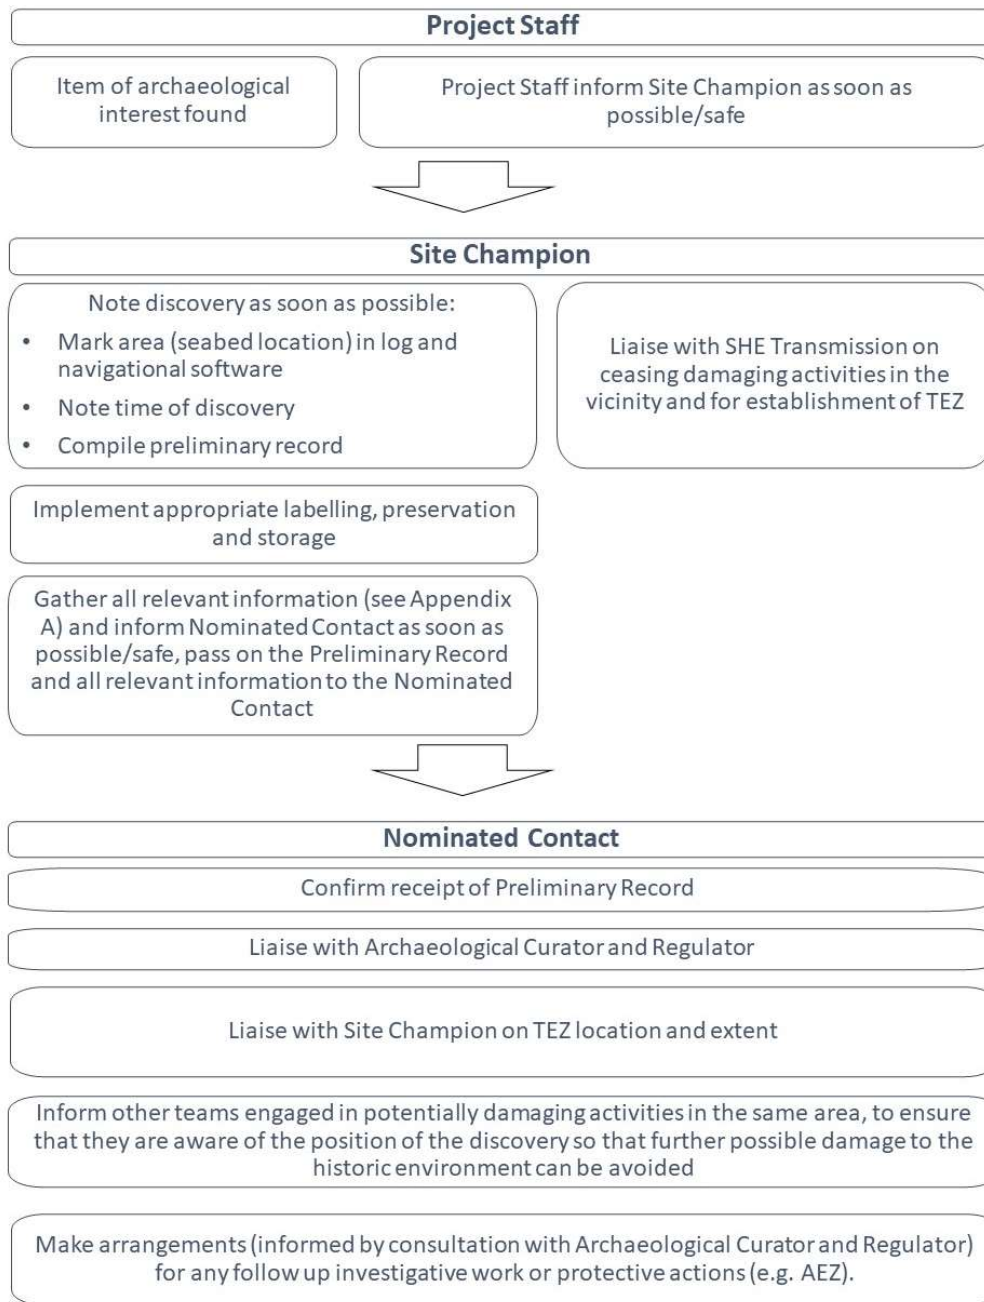 Project Staff
Item of archaeological
interest found
Project Staff inform Site Champion as soon as
possible/safe
Site Champion
Note discovery as soon as possible:
• Mark area (seabed location) in log and
navigational software
• Note time of discovery
• Compile preliminary record
Liaise with SHE Transmission on
ceasing damaging activities in the
vicinity and for establishment of TEZ
Implement appropriate labelling, preservation
and storage
Gather all relevant information (see Appendix
A) and inform Nominated Contact as soon as
possible/safe, pass on the Preliminary Record
and all relevant information to the Nominated
Contact
Nominated Contact
Confirm receipt of Preliminary Record
Liaise with Archaeological Curator and Regulator
Liaise with Site Champion on TEZ location and extent
Inform other teams engaged in potentially damaging activities in the same area, to ensure
that they are aware of the position of the discovery so that further possible damage to the
historic environment can be avoided
Make arrangements (informed by consultation with Archaeological Curator and Regulator)
for any follow up investigative work or protective actions (e.g. AEZ).